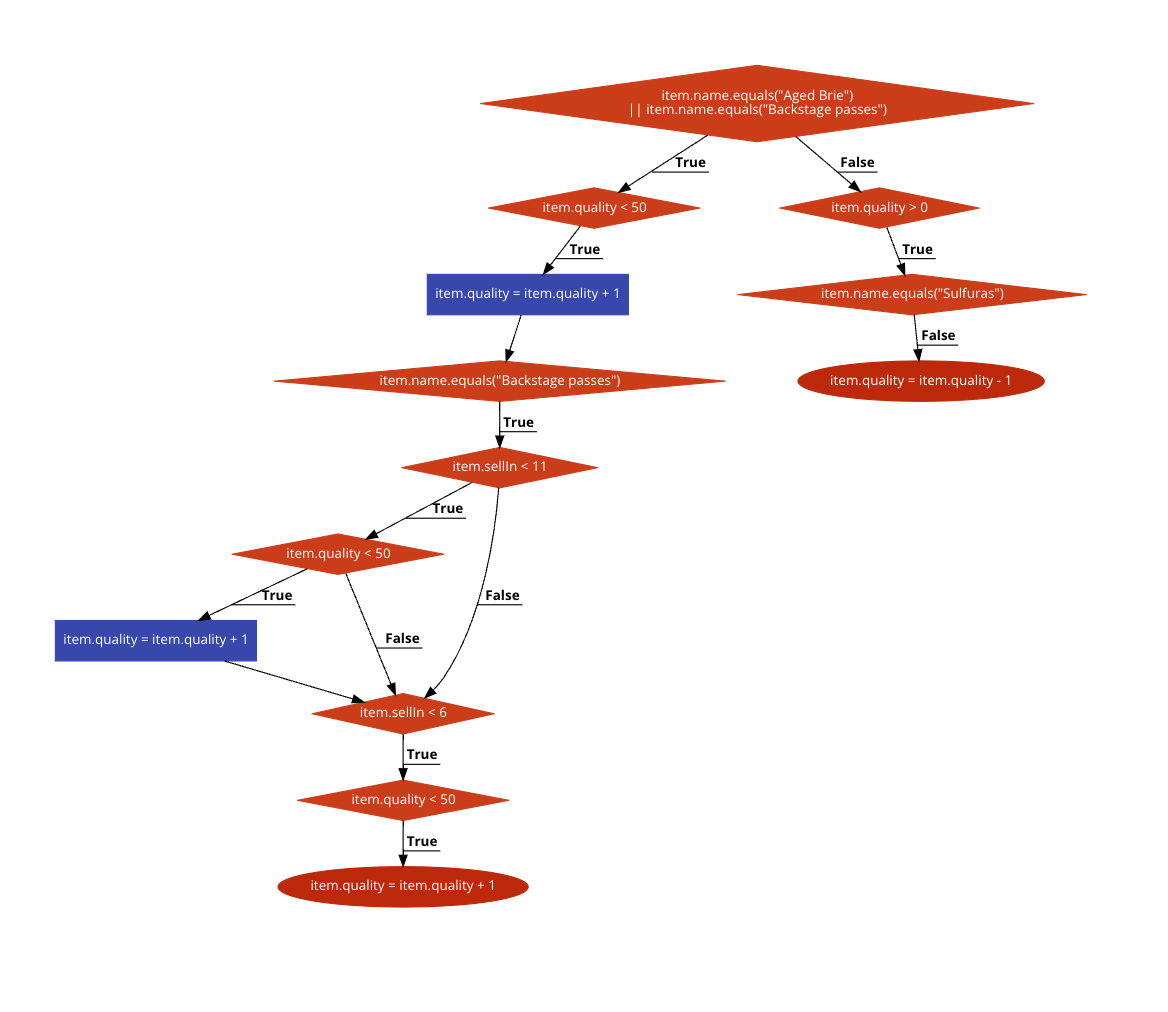 item.name.equals("Aged Brie")
|| item.name.equals("Backstage passes")
True
False
item.quality < 50
item.quality > 0
True
True
item.quality = item.quality + 1
item.name.equals("Sulfuras")
False
item.name.equals("Backstage passes")
item.quality = item.quality - 1
True
item.sellIn < 11
True
item.quality < 50
True
False
False
item.quality = item.quality + 1
item.sellIn < 6
True
item.quality < 50
True
item.quality = item.quality + 1